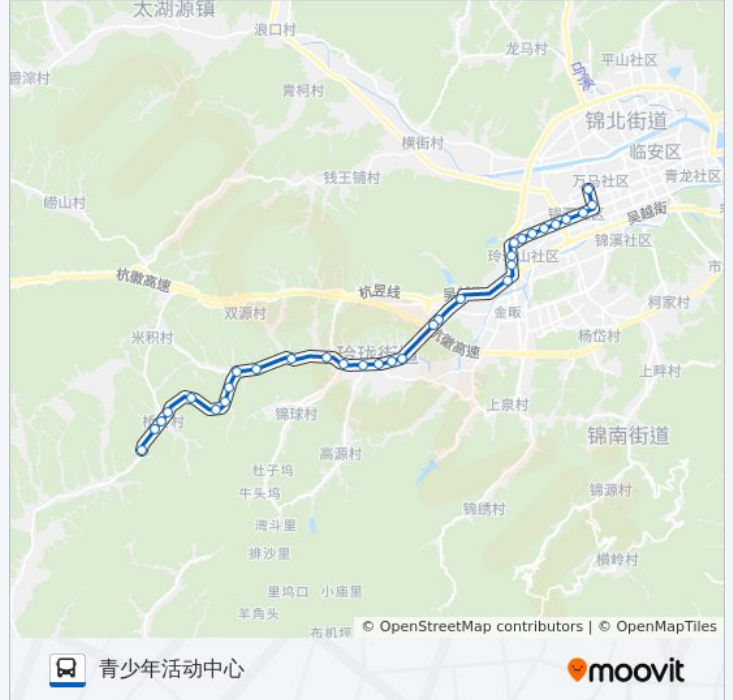 太湖源镇
浪口村
龙马村
平山社区
碧淙村
印溪
青柯村
锦北街道
横街村
临安区
钱王铺村
万马社区
青龙社区
崂山村
吴越街
锦溪社区
杭徽高速
杭昱线
双源村
柯家村
金畈
米积村
杨岱村
玲珑街道
杭徽高速
上畔村
锦球村
上泉村
锦南街道
高源村
杜子坞
牛头坞
锦源村
锦绣村
湾斗里
排沙里
横岭村
里坞口
小庙里
羊角头
布机坪
© OpenStreetMap contributors | © OpenMapTiles
青少年活动中心
moovit